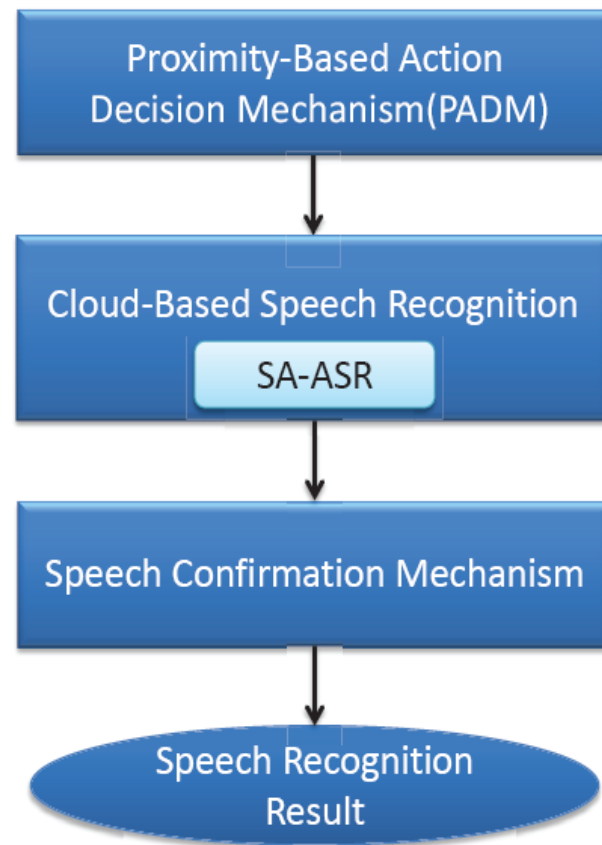 Proximity-Based Action
Decision Mechanism(PADM)
Cloud-Based Speech Recognition
SA-ASR
Speech Confirmation Mechanism
Speech Recognition
Result